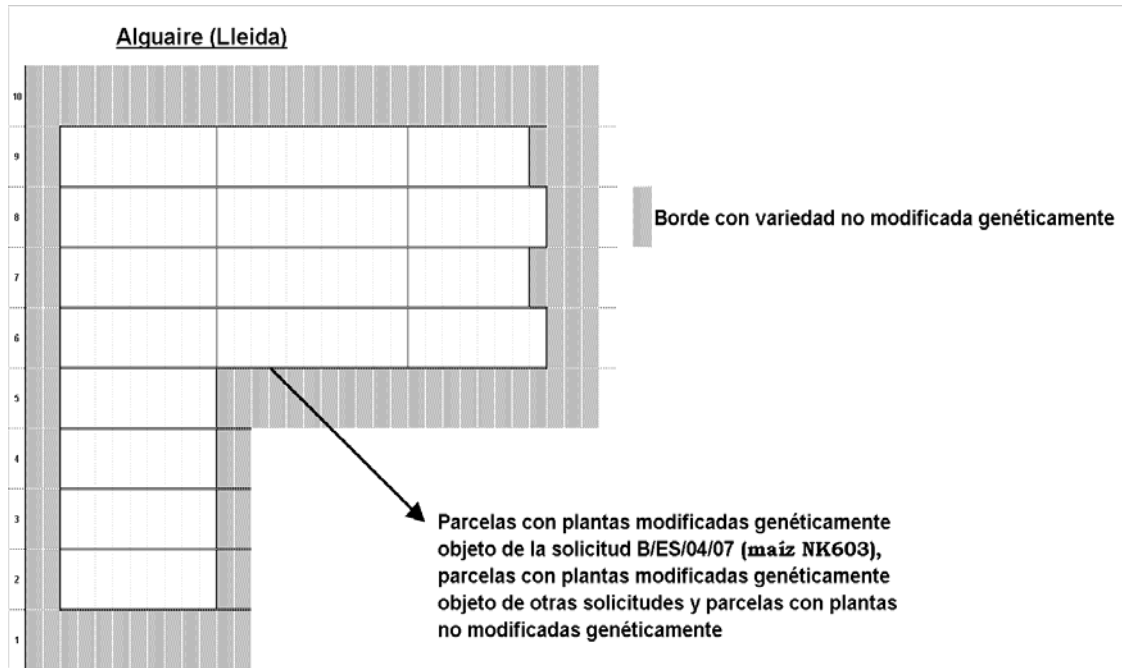 Alguaire (Lleida)
10
9
8
7
6
5
4
3
2
1
Borde con variedad no modificada genéticamente
Parcelas con plantas modificadas genéticamente
objeto de la solicitud B/ES/04/07 (maíz NK603),
parcelas con plantas modificadas genéticamente
objeto de otras solicitudes y parcelas con plantas
no modificadas genéticamente